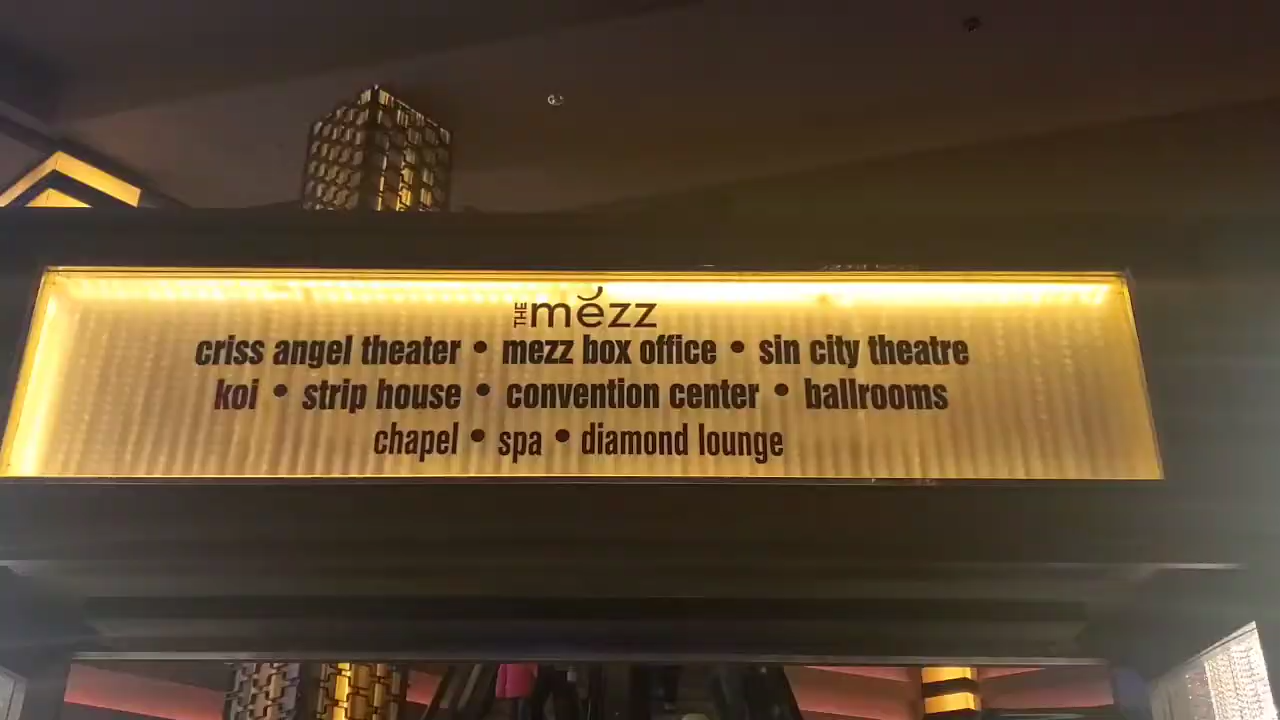 THE mĕzz
criss angel theater • mezz box office • sin city theatre
koi • strip house • convention center • ballrooms
chapel • spa • diamond lounge